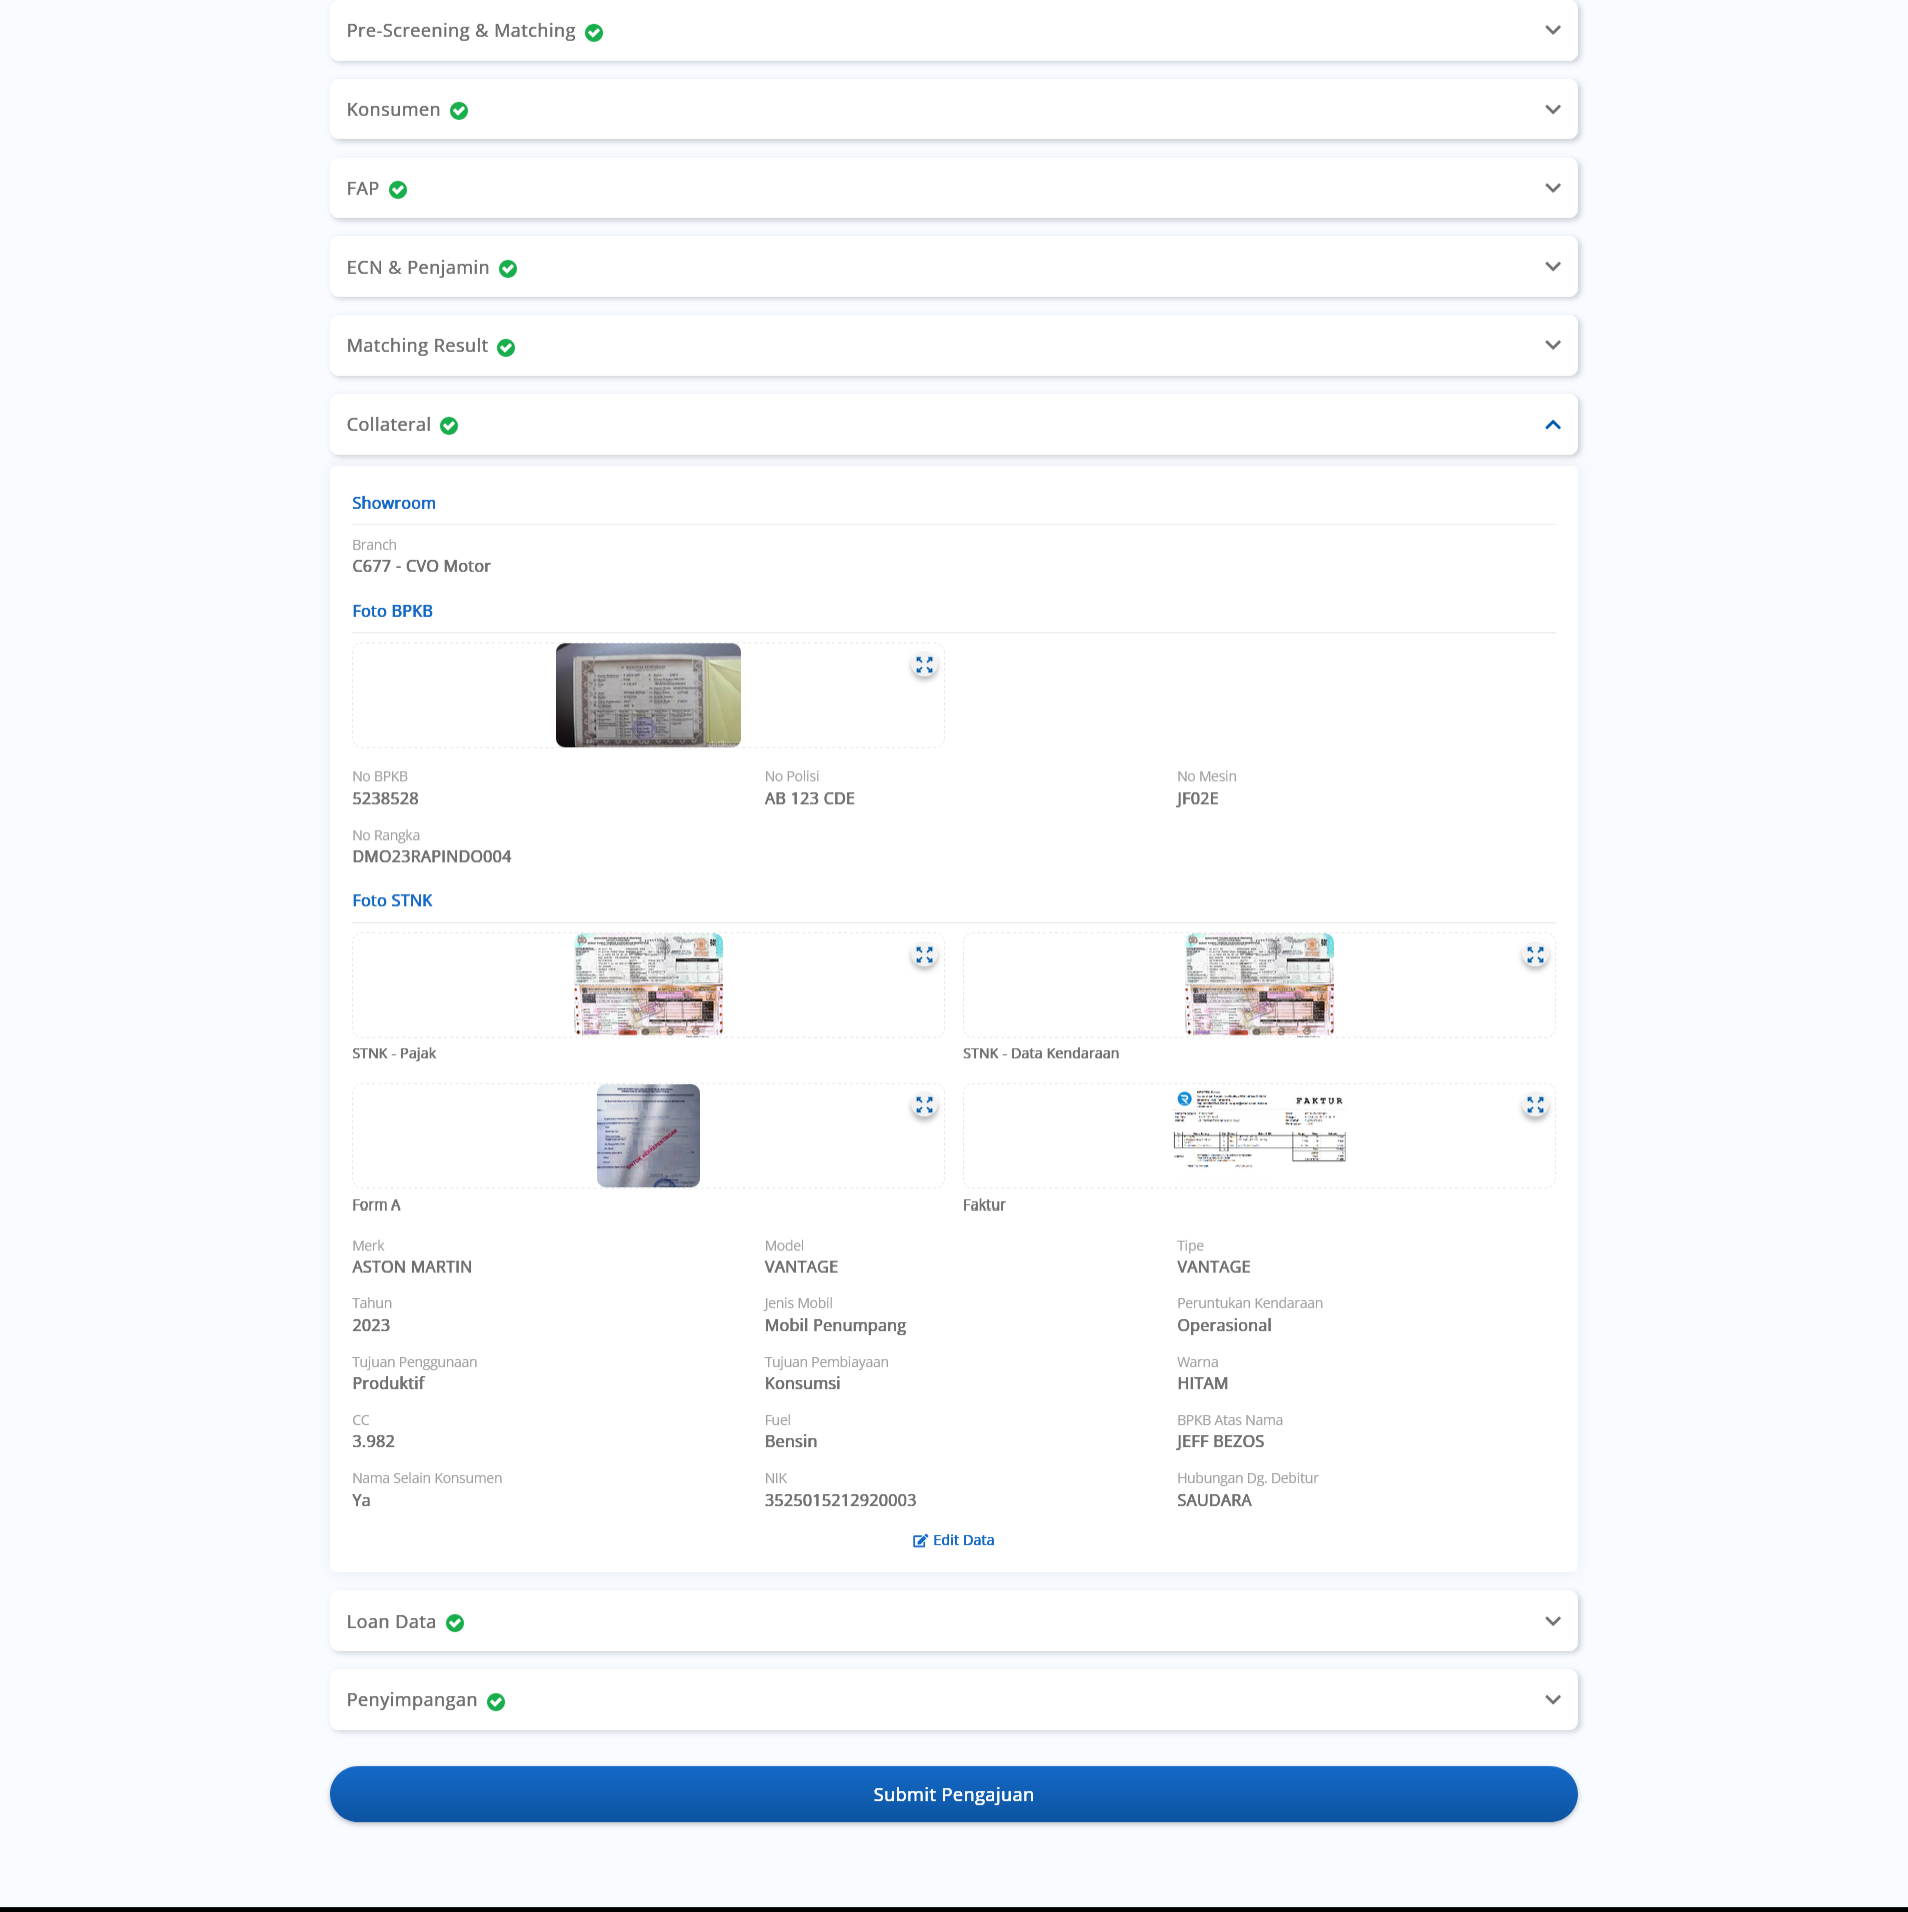 Pre-Screening & Matching
Konsumen
FAP
ECN & Penjamin
Matching Result
Collateral
Showroom
Branch
C677 - CVO Motor
Foto BPKB
No BPKB
No Polisi
No Mesin
5238528
AB 123 CDE
JF02E
No Rangka
DMO23RAPINDO004
Foto STNK
STNK - Pajak
STNK - Data Kendaraan
UNTUK KEPENTINGAN
FAKTUR
Form A
Faktur
Merk
Model
Tipe
ASTON MARTIN
VANTAGE
VANTAGE
Tahun
Jenis Mobil
Peruntukan Kendaraan
2023
Mobil Penumpang
Operasional
Tujuan Penggunaan
Tujuan Pembiayaan
Warna
Produktif
Konsumsi
HITAM
CC
Fuel
BPKB Atas Nama
3.982
Bensin
JEFF BEZOS
Nama Selain Konsumen
NIK
Hubungan Dg. Debitur
Ya
3525015212920003
SAUDARA
Edit Data
Loan Data
Penyimpangan
Submit Pengajuan